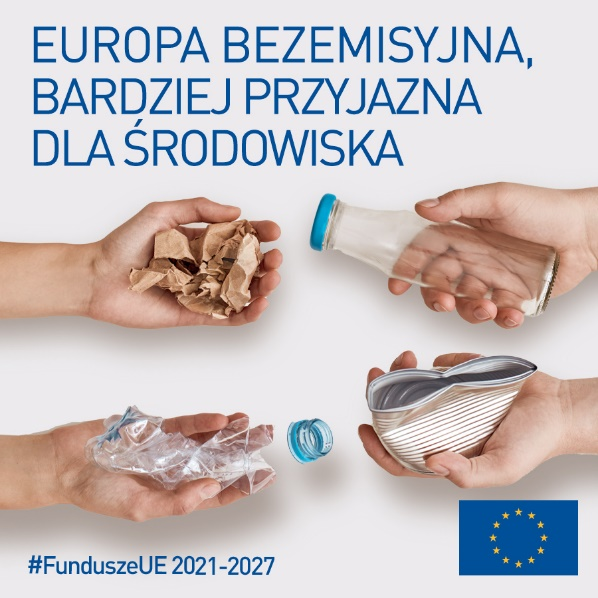 EUROPA BEZEMISYJNA,
BARDZIEJ PRZYJAZNA
DLA ŚRODOWISKA
#FunduszeUE 2021-2027